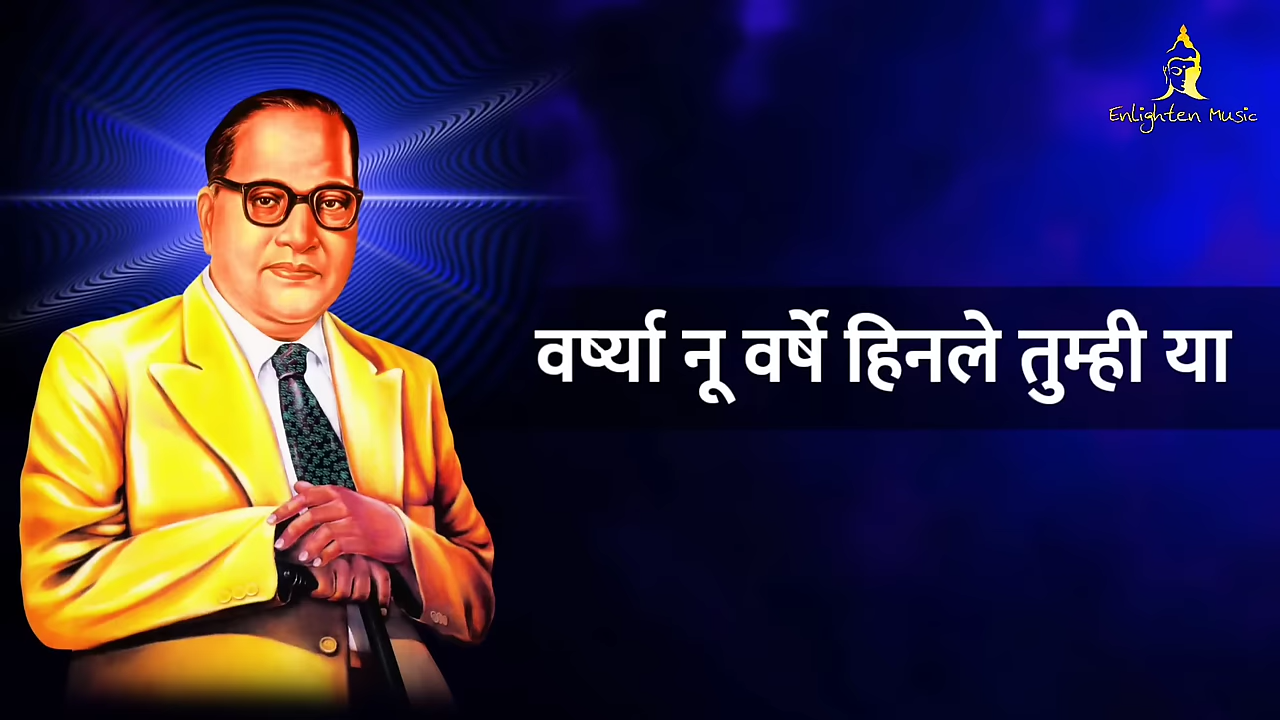 Enlighten Music
वर्ष्या नू वर्षे हिनले तुम्ही या